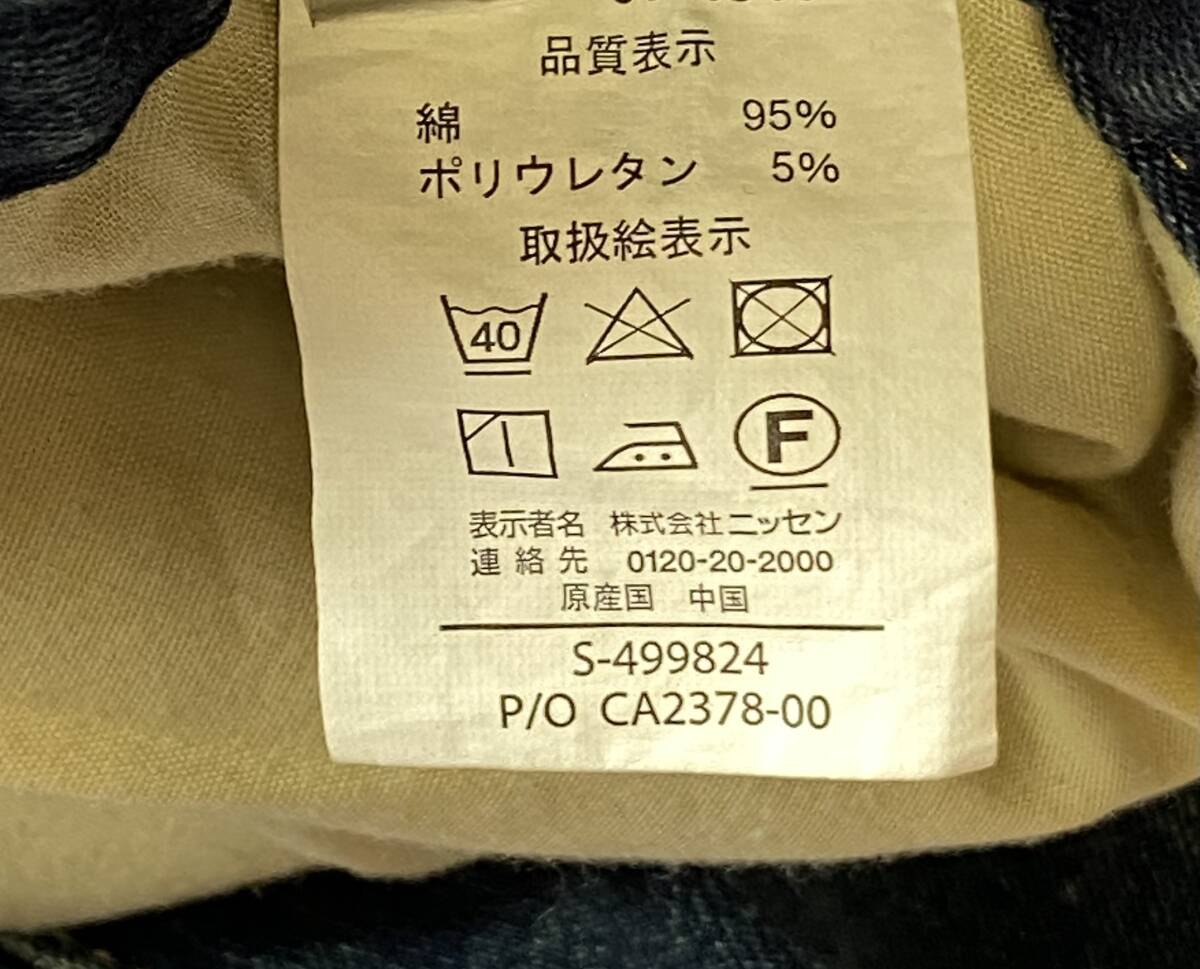 品質表示
綿 95%
ポリウレタン 5%
取扱絵表示
40
F
表示者名 株式会社ニッセン
連絡先 0120-20-2000
原産国 中国
S-499824
P/O CA2378-00